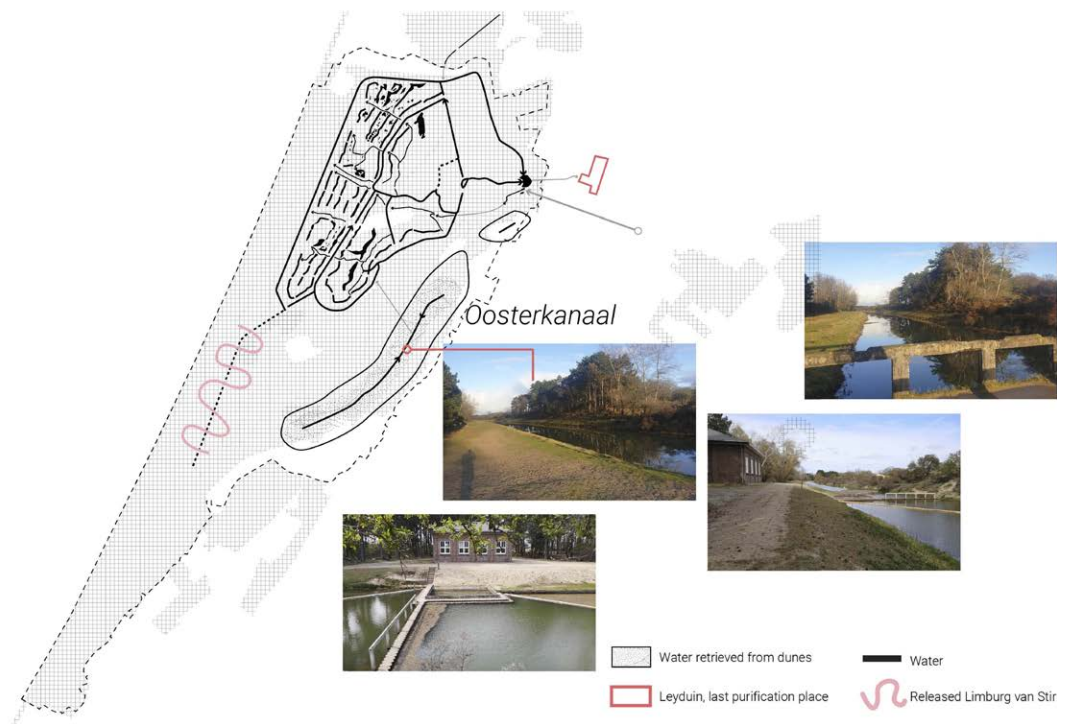 Oosterkanaal
Water retrieved from dunes
Water
Leyduin, last purification place
Released Limburg van Stir